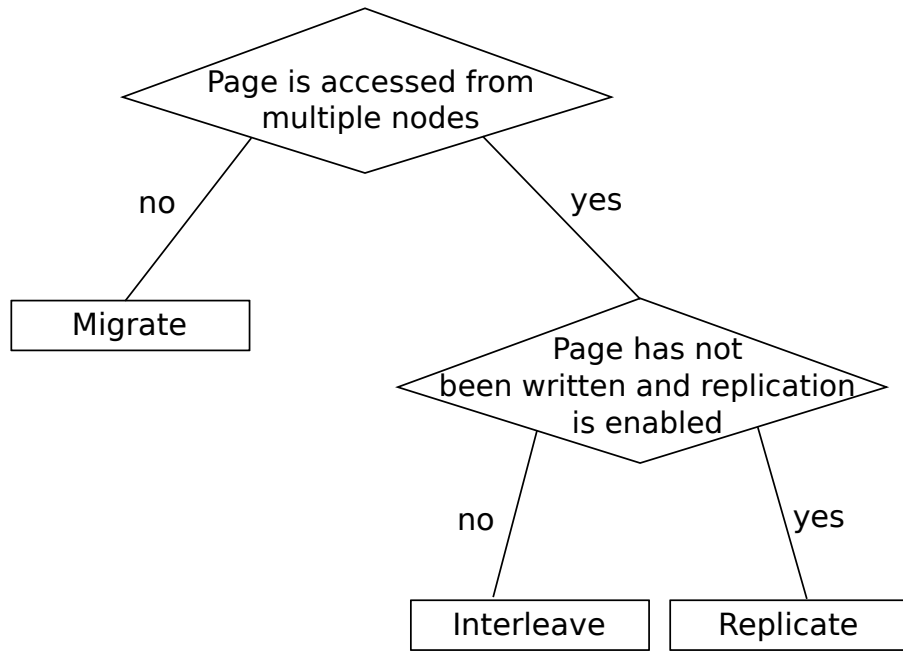 Page is accessed from
multiple nodes
no
yes
Migrate
Page has not
been written and replication
is enabled
no
yes
Interleave
Replicate